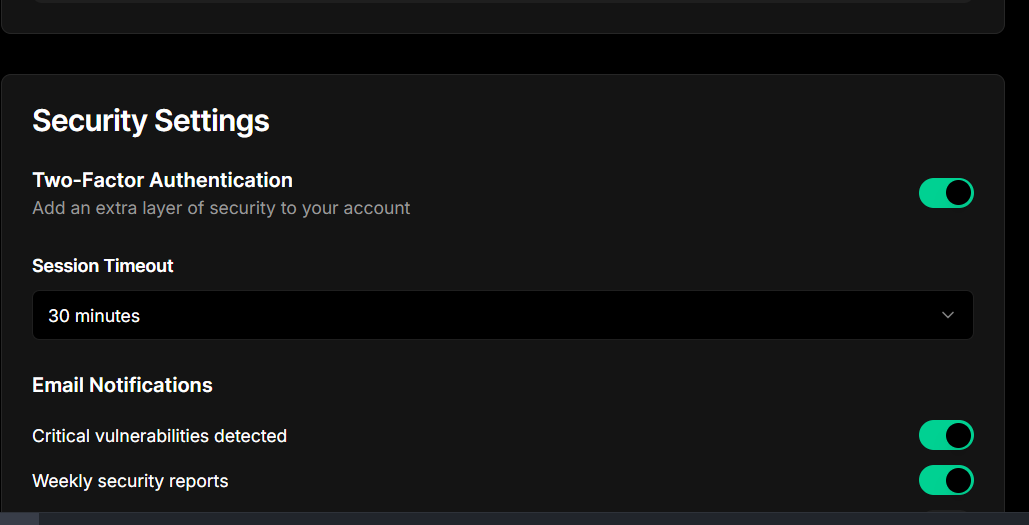 Security Settings
Two-Factor Authentication
Add an extra layer of security to your account
Session Timeout
30 minutes
Email Notifications
Critical vulnerabilities detected
Weekly security reports